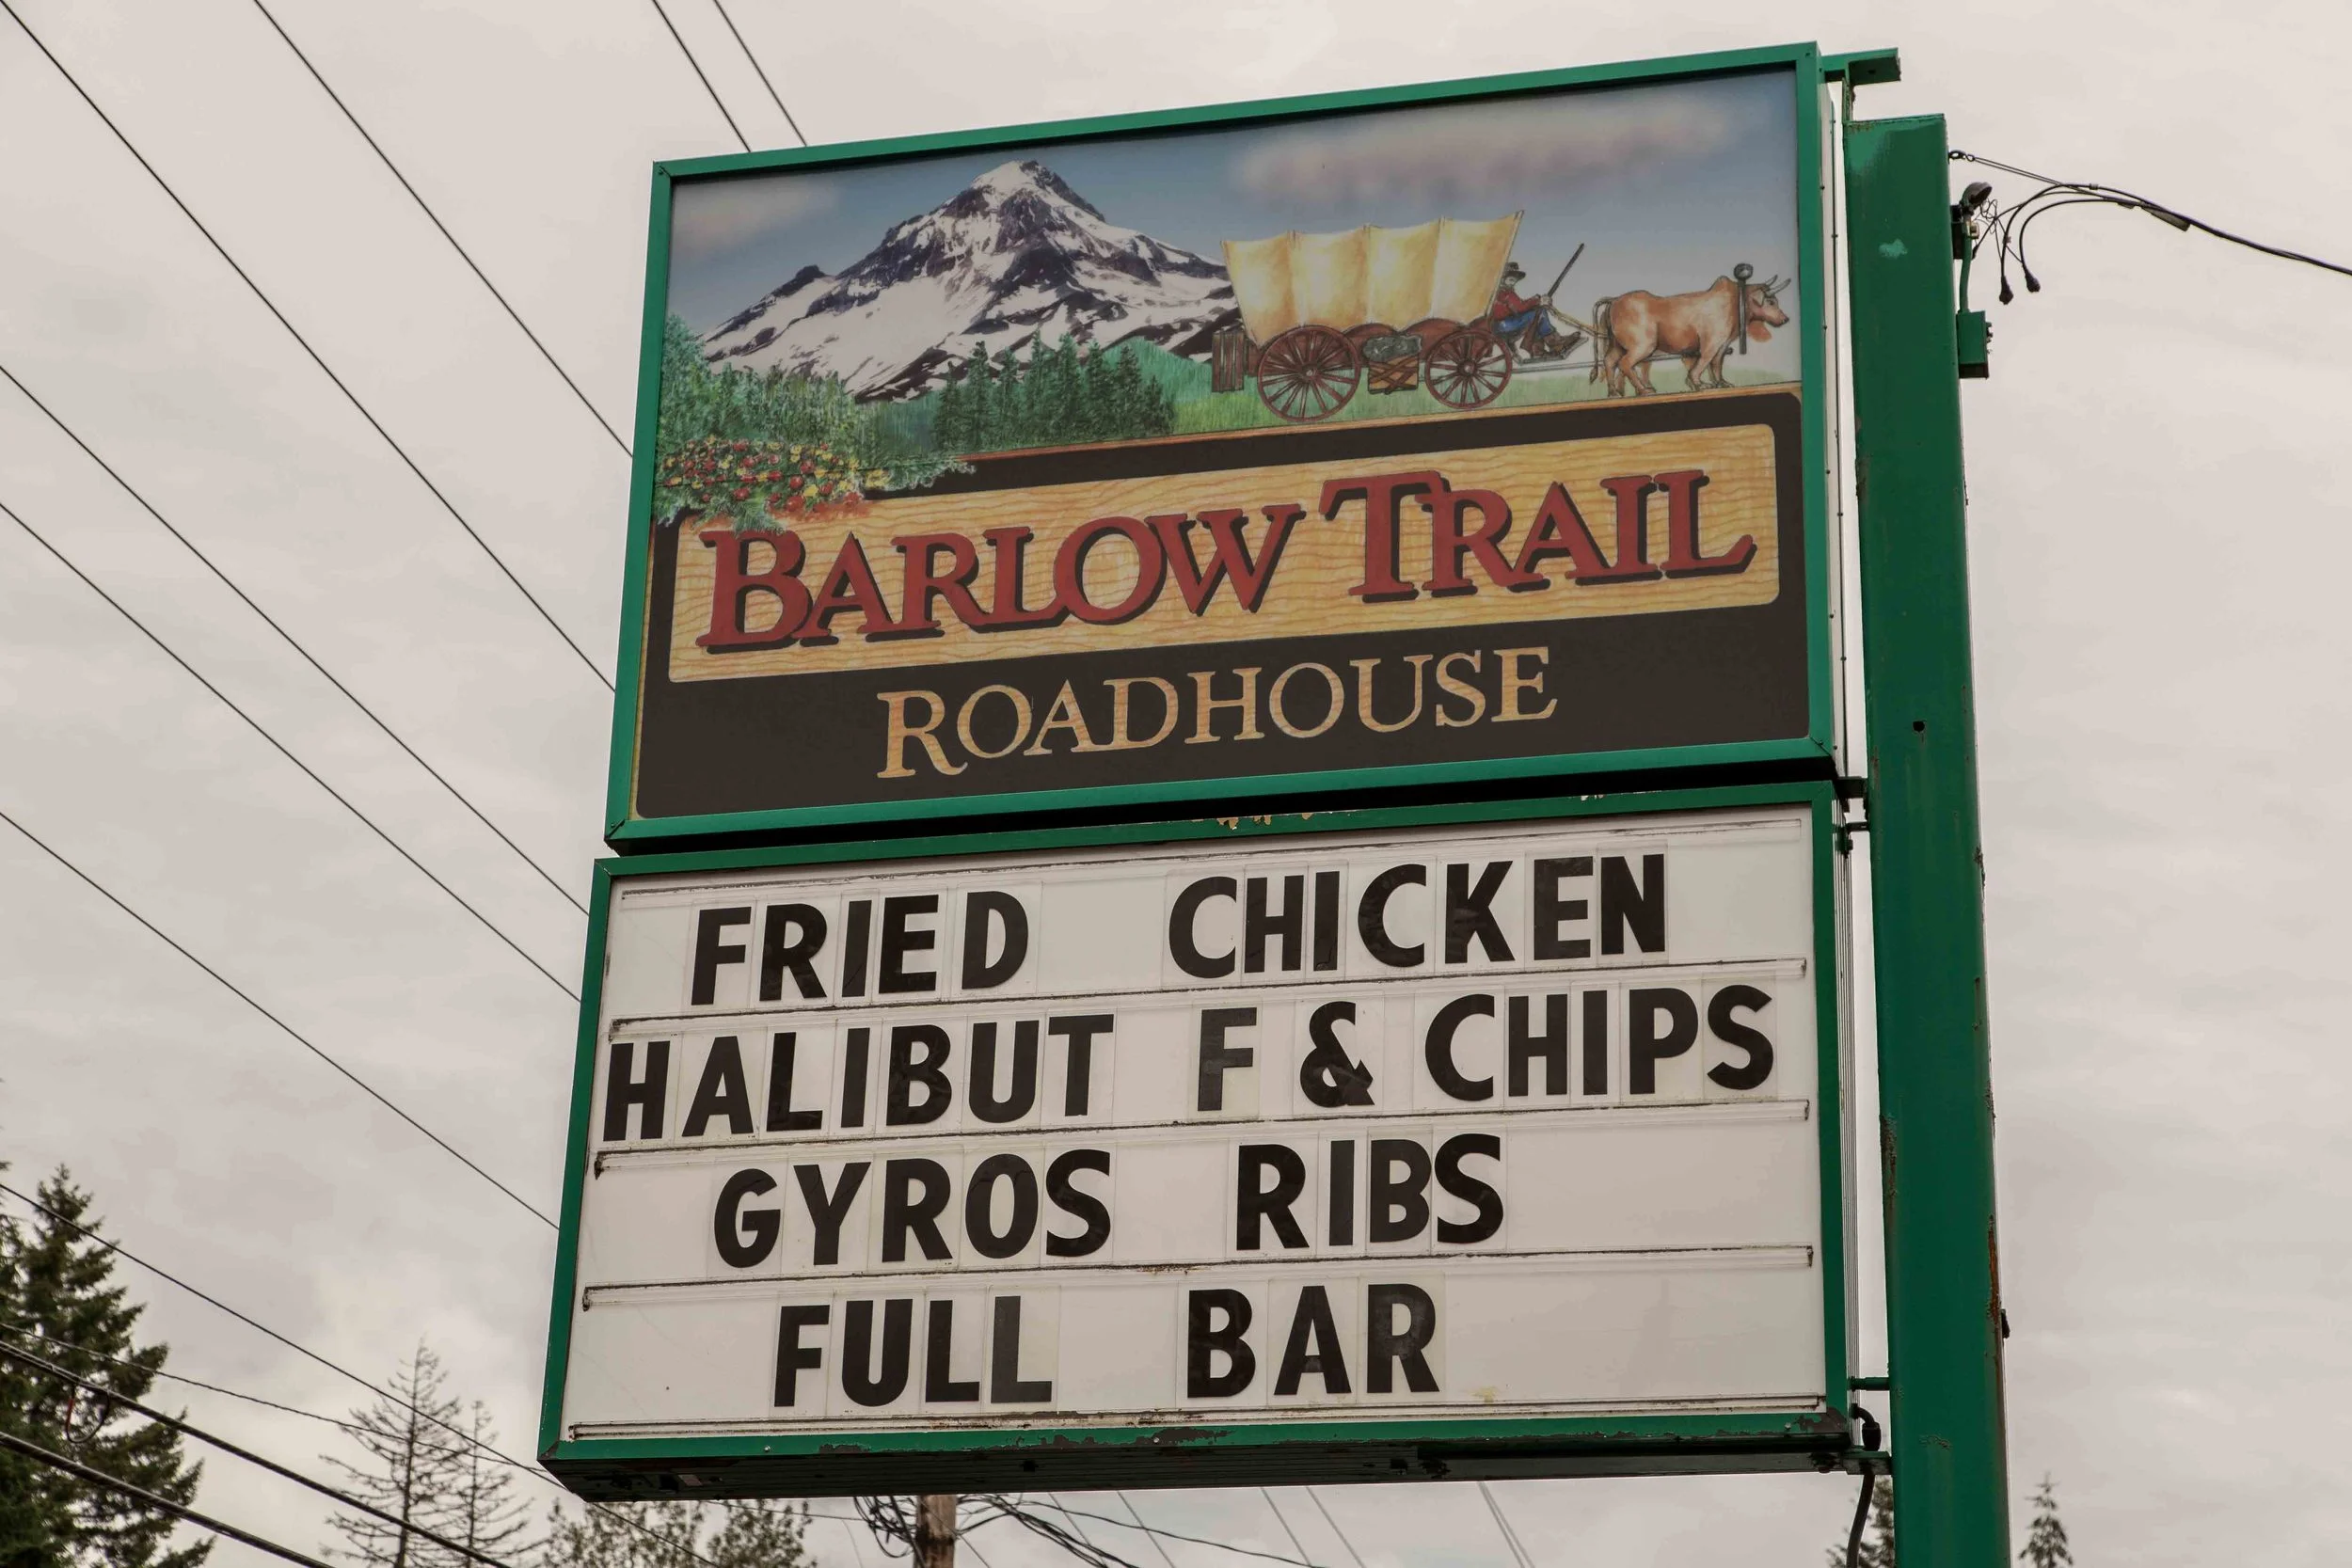 BARLOW TRAIL
ROADHOUSE
FRIED CHICKEN
HALIBUT F & CHIPS
GYROS RIBS
FULL BAR